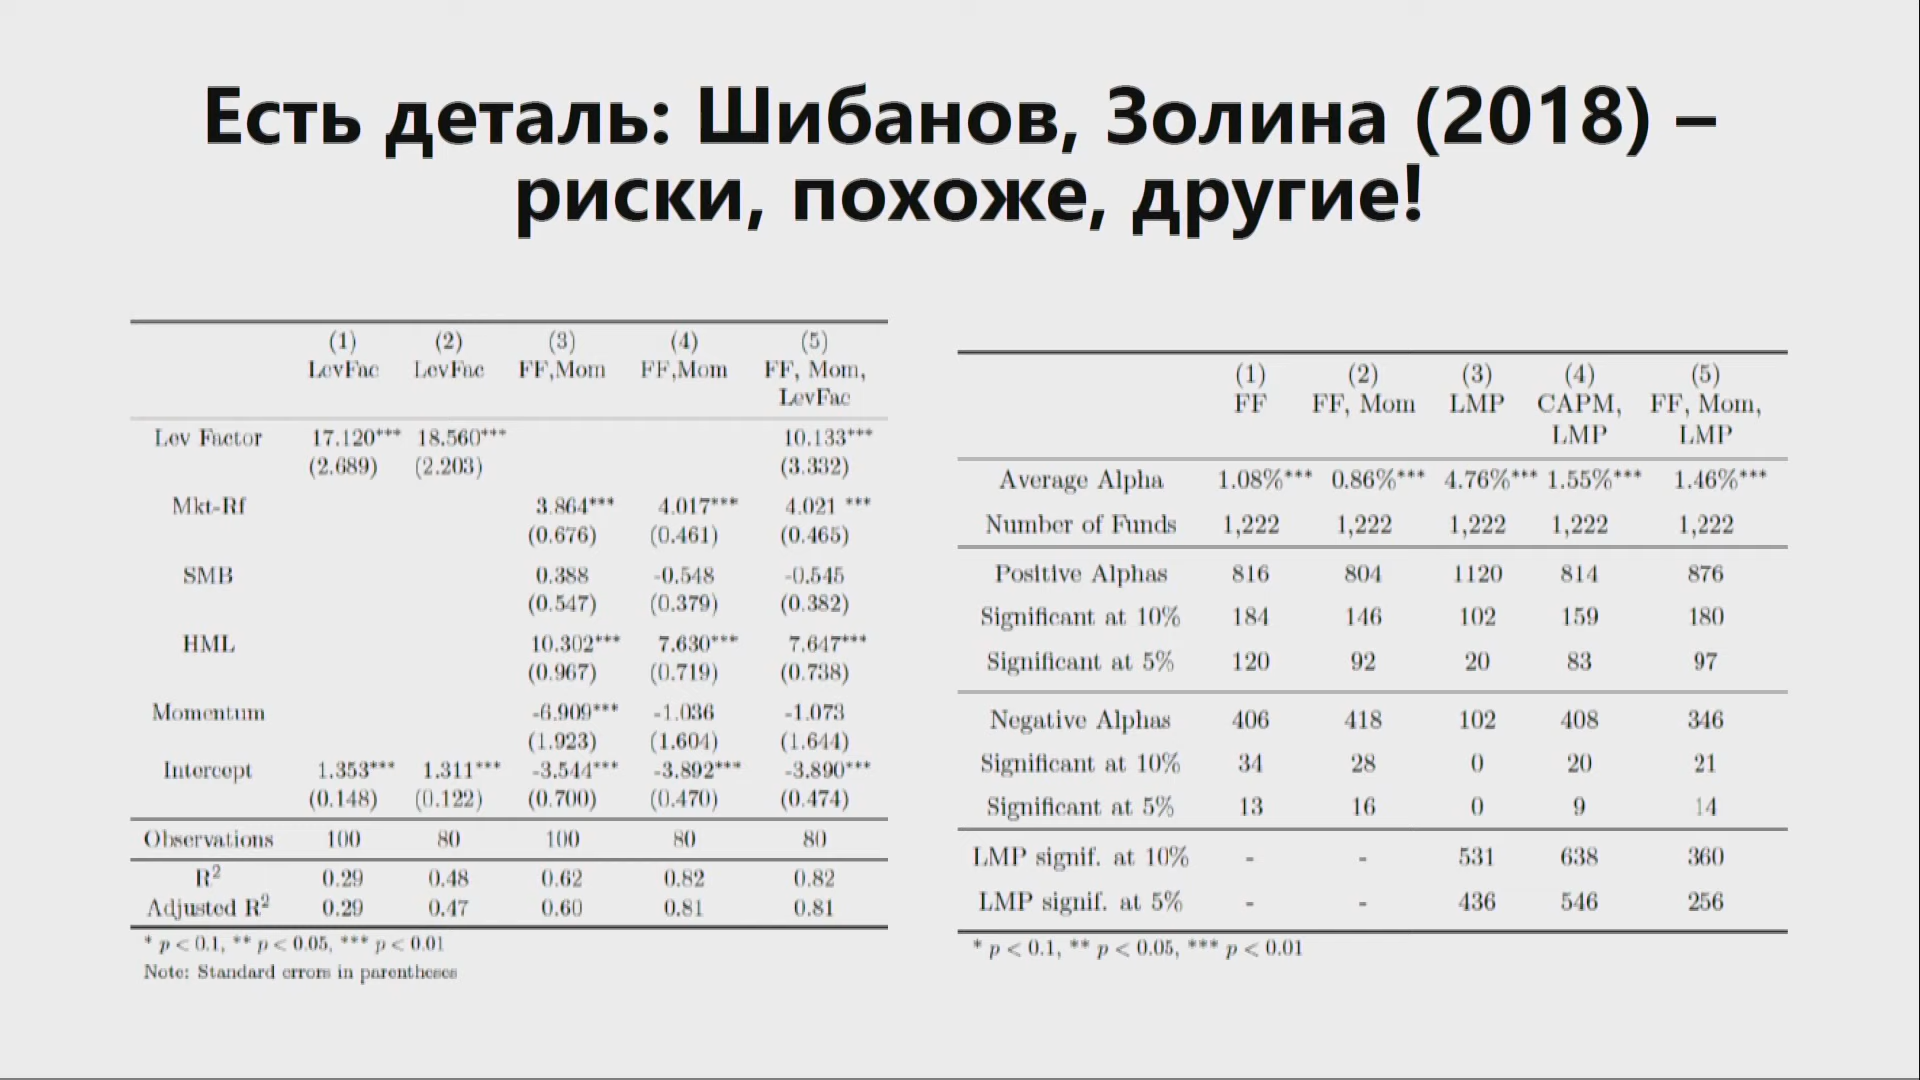 Есть деталь: Шибанов, Золина (2018) –
риски, похоже, другие!
(1) (2) (3) (4) (5)
LevFac LevFac FF,Mom FF,Mom FF, Mom,
LevFac
Lev Factor 17.120*** 18.560*** 10.133***
(2.689) (2.203) (3.332)
Mkt-Rf 3.864*** 4.017*** 4.021 ***
(0.676) (0.461) (0.465)
SMB 0.388 -0.548 -0.545
(0.547) (0.379) (0.382)
HML 10.302*** 7.630*** 7.647***
(0.967) (0.719) (0.738)
Momentum -6.909*** -1.036 -1.073
(1.923) (1.604) (1.644)
Intercept 1.353*** 1.311*** -3.544*** -3.892*** -3.890***
(0.148) (0.122) (0.700) (0.470) (0.474)
Observations 100 80 100 80 80
R² 0.29 0.48 0.62 0.82 0.82
Adjusted R² 0.29 0.47 0.60 0.81 0.81
* p < 0.1, ** p < 0.05, *** p < 0.01
Note: Standard errors in parentheses
(1) (2) (3) (4) (5)
FF FF, Mom LMP CAPM, FF, Mom,
LMP LMP
Average Alpha 1.08%*** 0.86%*** 4.76%*** 1.55%*** 1.46%***
Number of Funds 1,222 1,222 1,222 1,222 1,222
Positive Alphas 816 804 1120 814 876
Significant at 10% 184 146 102 159 180
Significant at 5% 120 92 20 83 97
Negative Alphas 406 418 102 408 346
Significant at 10% 34 28 0 20 21
Significant at 5% 13 16 0 9 14
LMP signif. at 10% - - 531 638 360
LMP signif. at 5% - - 436 546 256
* p < 0.1, ** p < 0.05, *** p < 0.01